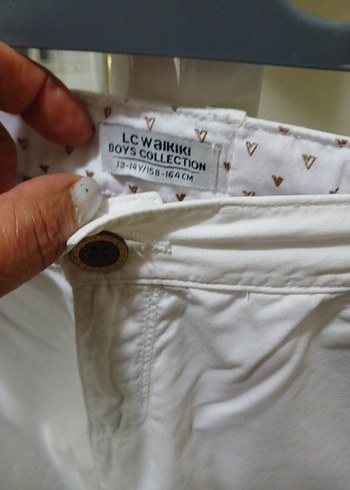 LC WAIKIKI
BOYS COLLECTION
13-14Y/158-164 CM